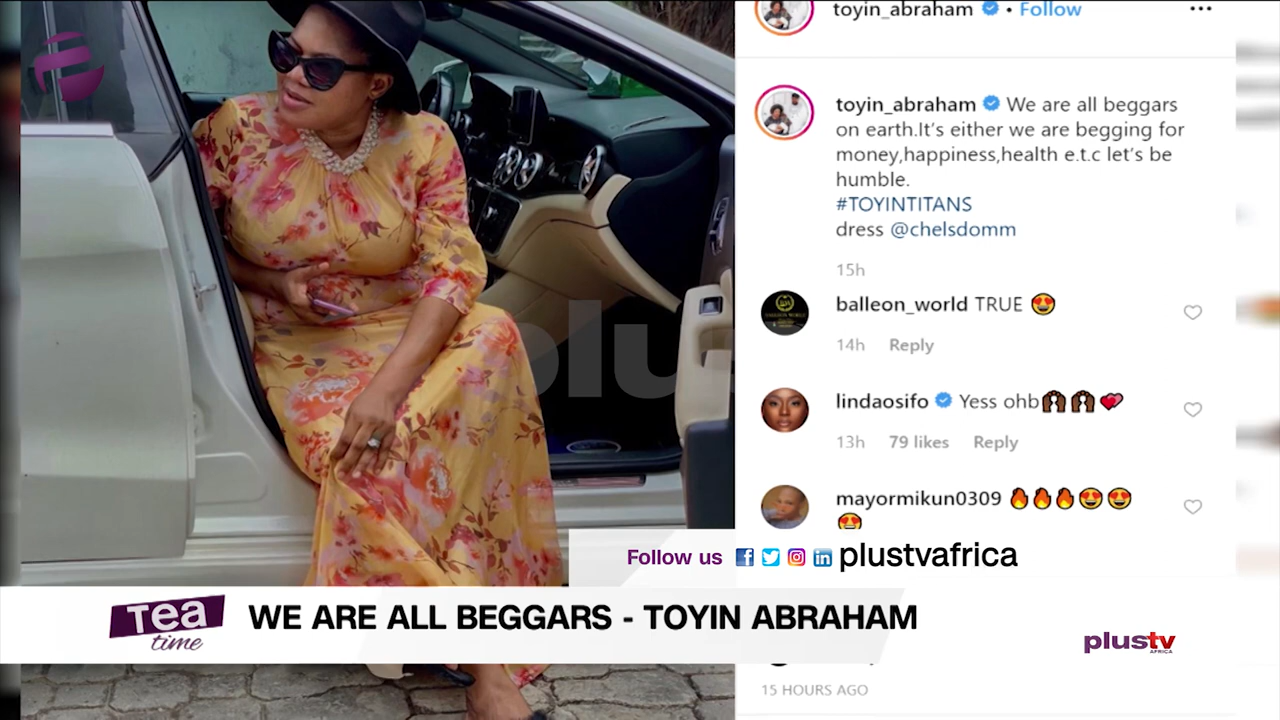 toyin_abraham • Follow
toyin_abraham We are all beggars
on earth.It's either we are begging for
money,happiness,health e.t.c let's be
humble.
#TOYINTITANS
dress @chelsdomm
15h
balleon_world TRUE 😍
14h Reply
lindaosifo Yess ohb
13h 79 likes Reply
mayormikun0309 🔥🔥🔥😍😍
😍
plu
Follow us plustvafrica
Tea
time
WE ARE ALL BEGGARS - TOYIN ABRAHAM
plustv
AFRICA
15 HOURS AGO